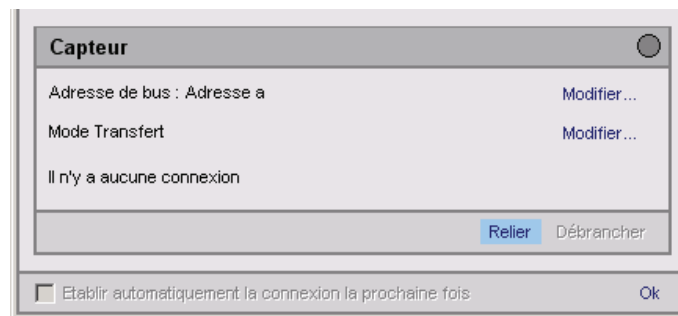 Capteur
Adresse de bus : Adresse a
Modifier...
Mode Transfert
Modifier...
Il n'y a aucune connexion
Relier Débrancher
Etablir automatiquement la connexion la prochaine fois
Ok